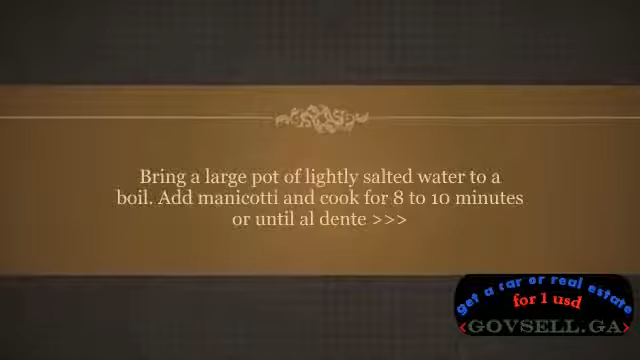 Bring a large pot of lightly salted water to a
boil. Add manicotti and cook for 8 to 10 minutes
or until al dente >>>
get a car or real estate
for 1 usd
<GOVSELL.GA>